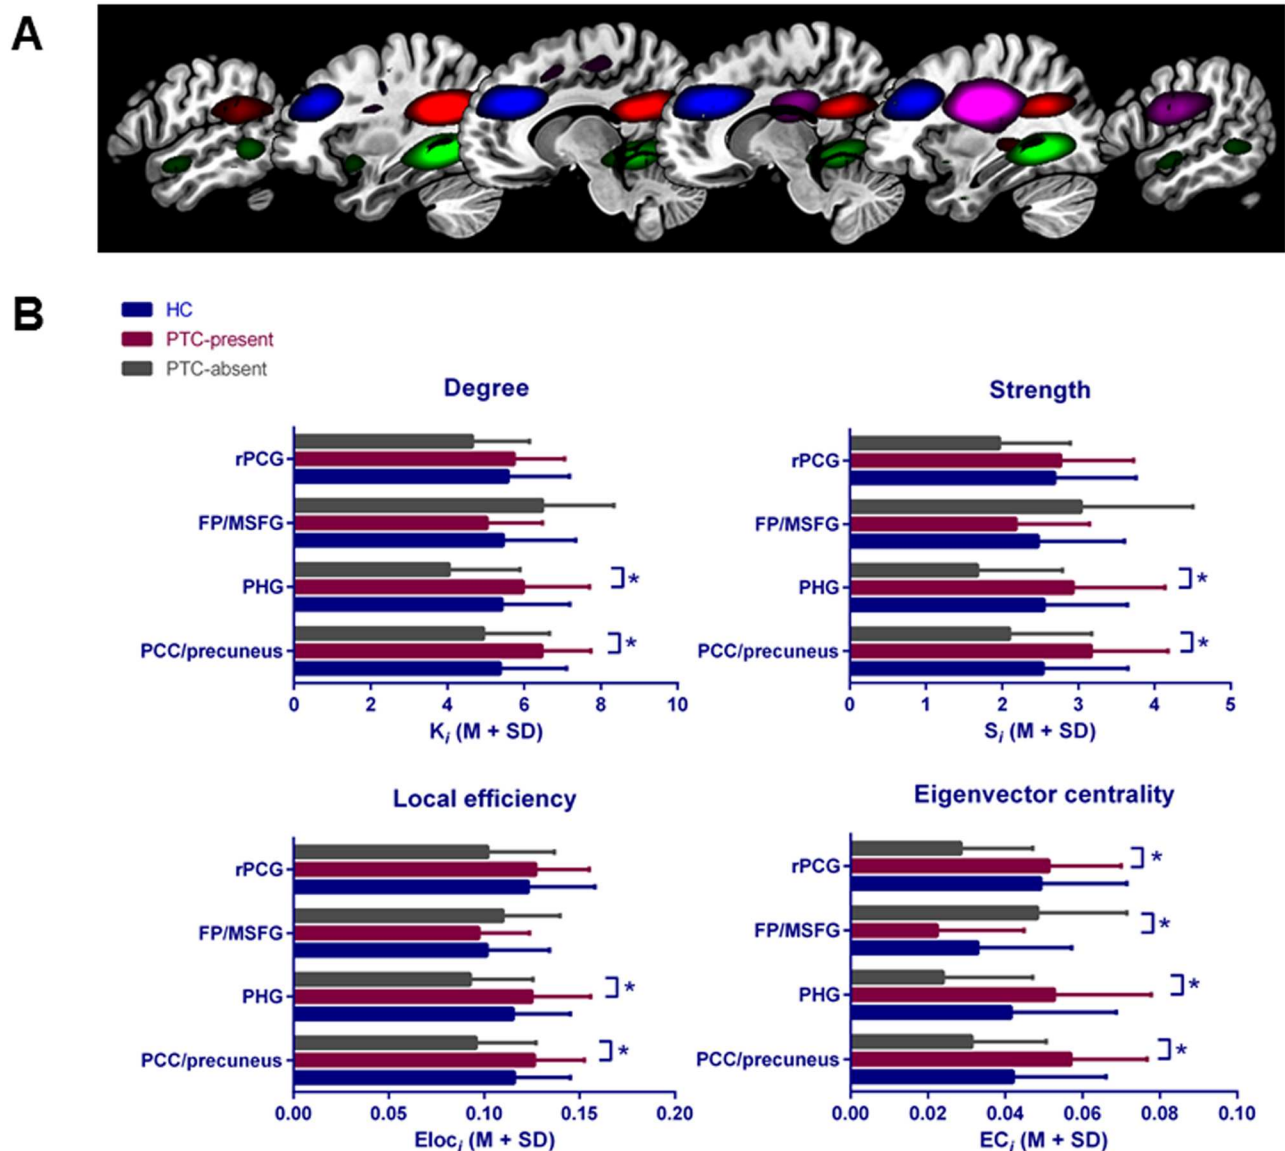 A
B
HC
PTC-present
PTC-absent
Degree
rPCG
FP/MSFG
PHG
*
PCC/precuneus
*
0 2 4 6 8 10
Ki (M + SD)
Strength
rPCG
FP/MSFG
PHG
*
PCC/precuneus
*
0 1 2 3 4 5
Si (M + SD)
Local efficiency
rPCG
FP/MSFG
PHG
*
PCC/precuneus
*
0.00 0.05 0.10 0.15 0.20
Eloci (M + SD)
Eigenvector centrality
rPCG
*
FP/MSFG
*
PHG
*
PCC/precuneus
*
0.00 0.02 0.04 0.06 0.08 0.10
ECi (M + SD)